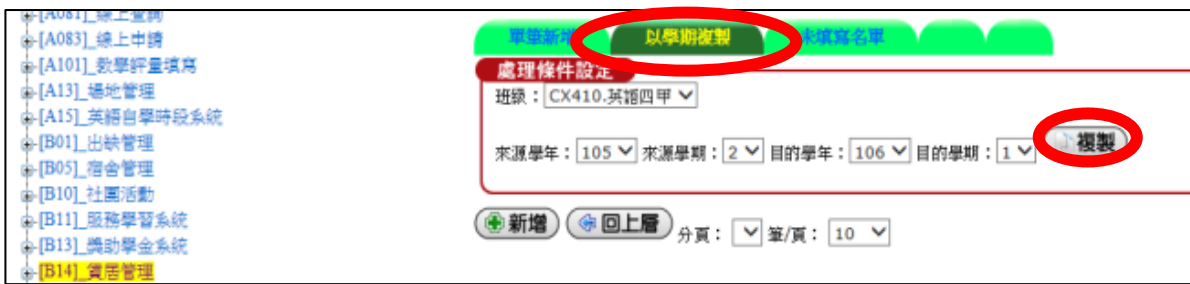 [A081]_線上查詢
[A083]_線上申請
[A101]_教學評量填寫
[A13]_場地管理
[A15]_英語自學時段系統
[B01]_出缺管理
[B05]_宿舍管理
[B10]_社團活動
[B11]_服務學習系統
[B13]_獎助學金系統
[B14]_賃居管理
單筆新增 以學期複製 未填寫名單
處理條件設定
班級：CX410.英語四甲
來源學年：105 來源學期：2 目的學年：106 目的學期：1 複製
新增 回上層 分頁： 筆/頁： 10